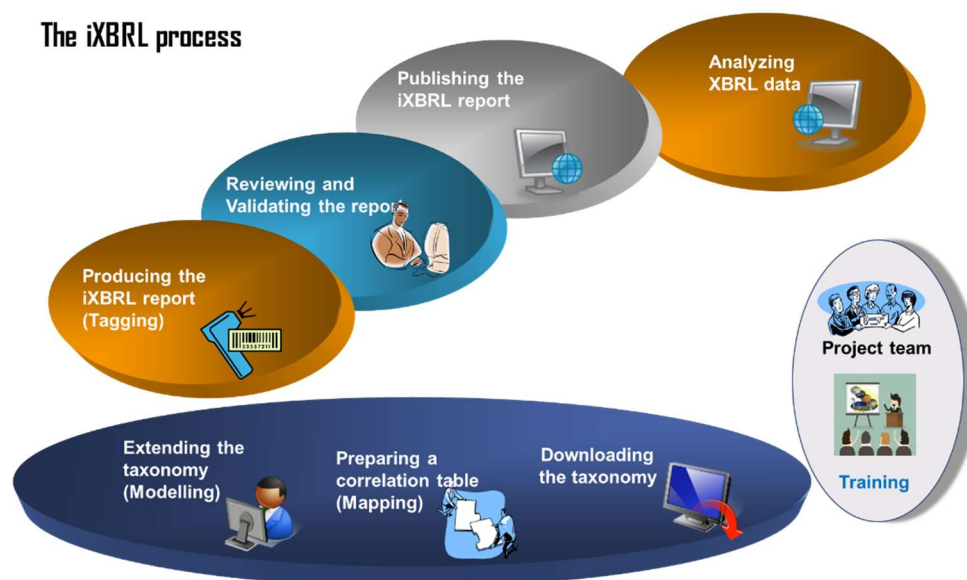 The iXBRL process
Analyzing
XBRL data
Publishing the
iXBRL report
Reviewing and
Validating the report
Producing the
iXBRL report
(Tagging)
Project team
Training
Extending the
taxonomy
(Modelling)
Preparing a
correlation table
(Mapping)
Downloading
the taxonomy